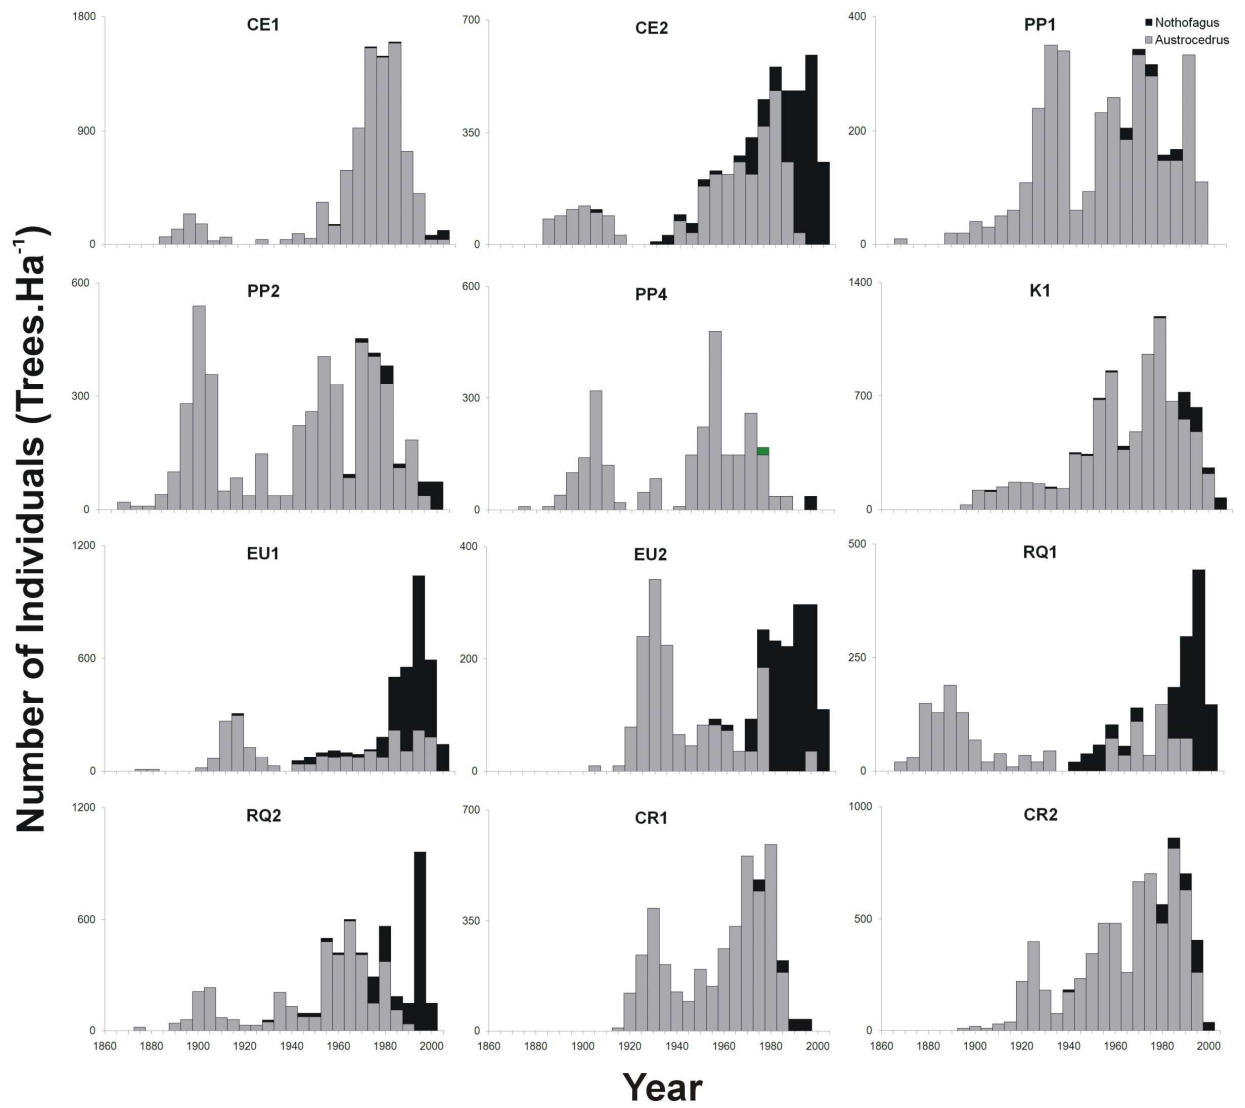 CE1
1800
900
0
CE2
700
350
0
PP1
Nothofagus
Austrocedrus
400
200
0
PP2
600
300
0
PP4
600
300
0
K1
1400
700
0
EU1
1200
600
0
EU2
400
200
0
RQ1
500
250
0
RQ2
1200
600
0
1860 1880 1900 1920 1940 1960 1980 2000
CR1
700
350
0
1860 1880 1900 1920 1940 1960 1980 2000
CR2
1000
500
0
1860 1880 1900 1920 1940 1960 1980 2000
Number of Individuals (Trees.Ha⁻¹)
Year